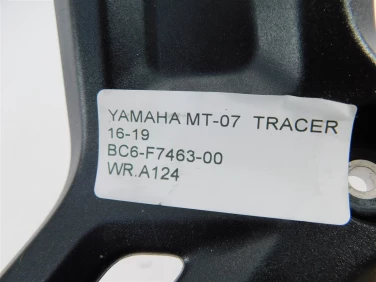 YAMAHA MT-07 TRACER
16-19
BC6-F7463-00
WR.A124